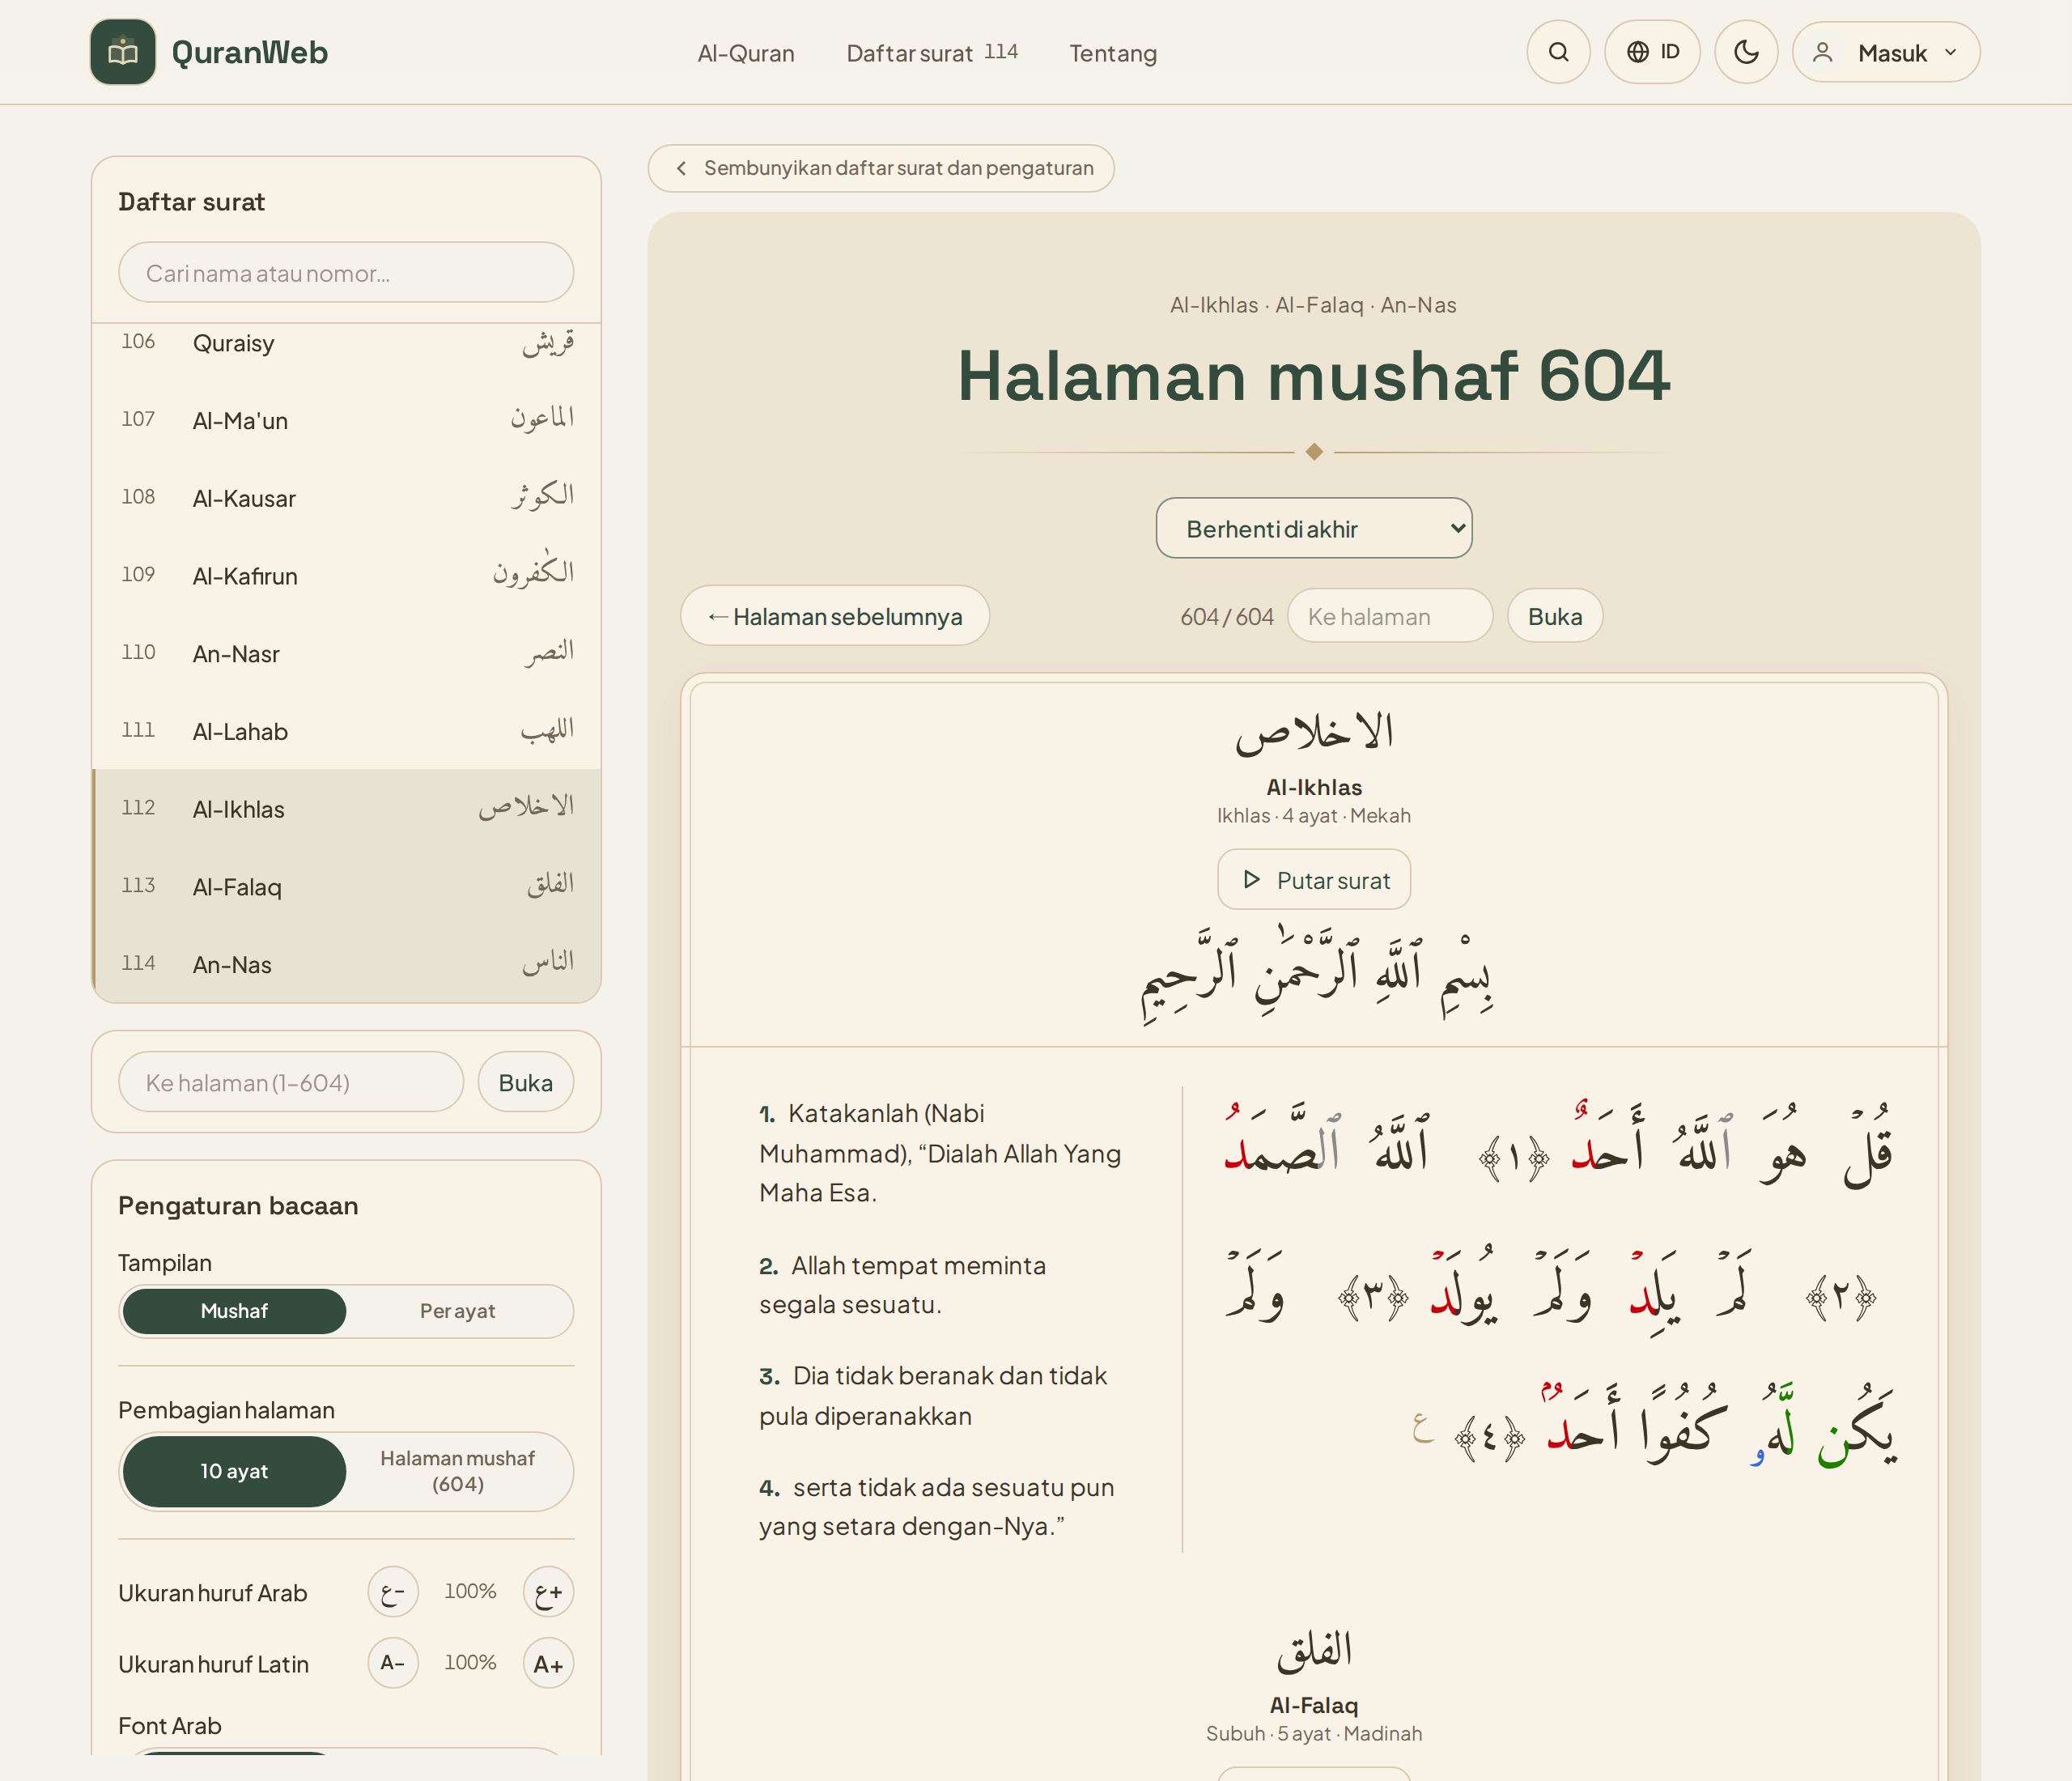 QuranWeb
Al-Quran
Daftar surat 114
Tentang
ID
Masuk
Daftar surat
Cari nama atau nomor...
106 Quraisy قريش
107 Al-Ma'un الماعون
108 Al-Kausar الكوثر
109 Al-Kafirun الكٰفرون
110 An-Nasr النصر
111 Al-Lahab اللهب
112 Al-Ikhlas الاخلاص
113 Al-Falaq الفلق
114 An-Nas الناس
Ke halaman (1-604) Buka
Pengaturan bacaan
Tampilan
Mushaf Per ayat
Pembagian halaman
10 ayat Halaman mushaf
(604)
Ukuran huruf Arab ع− 100% ع+
Ukuran huruf Latin A− 100% A+
Font Arab
Sembunyikan daftar surat dan pengaturan
Al-Ikhlas · Al-Falaq · An-Nas
Halaman mushaf 604
Berhenti di akhir
← Halaman sebelumnya 604 / 604 Ke halaman Buka
الاخلاص
Al-Ikhlas
Ikhlas · 4 ayat · Mekah
Putar surat
بِسْمِ ٱللَّهِ ٱلرَّحْمَٰنِ ٱلرَّحِيمِ
قُلْ هُوَ ٱللَّهُ أَحَدٌ ﴿١﴾ ٱللَّهُ ٱلصَّمَدُ
﴿٢﴾ لَمْ يَلِدْ وَلَمْ يُولَدْ ﴿٣﴾ وَلَمْ
يَكُن لَّهُۥ كُفُوًا أَحَدٌۢ ﴿٤﴾ ع
1. Katakanlah (Nabi
Muhammad), “Dialah Allah Yang
Maha Esa.
2. Allah tempat meminta
segala sesuatu.
3. Dia tidak beranak dan tidak
pula diperanakkan
4. serta tidak ada sesuatu pun
yang setara dengan-Nya.”
الفلق
Al-Falaq
Subuh · 5 ayat · Madinah